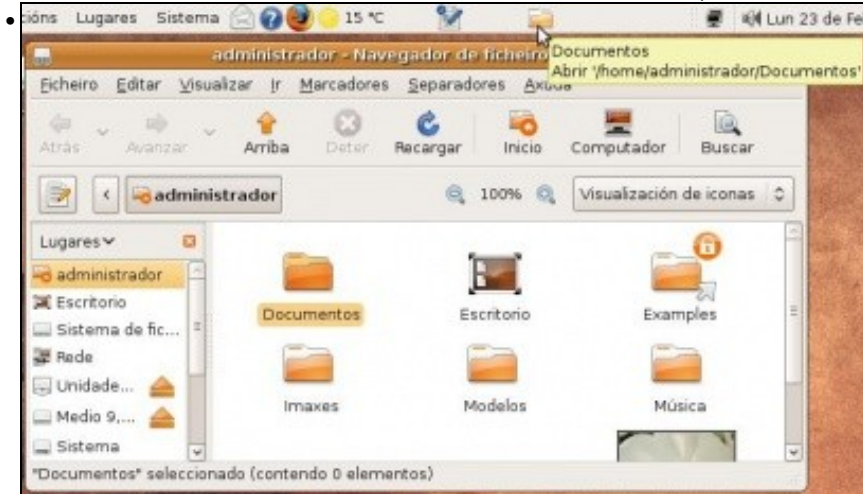 cións Lugares Sistema 15 °C Lun 23 de Fe
administrador - Navegador de ficheiro
Documentos
Abrir '/home/administrador/Documentos'
Ficheiro Editar Visualizar Ir Marcadores Separadores Axuda
Atrás Avanzar Arriba Deter Recargar Inicio Computador Buscar
administrador 100% Visualización de iconas
Lugares
administrador
Escritorio
Sistema de fic...
Rede
Unidade...
Medio 9,...
Sistema
Documentos Escritorio Examples
Imaxes Modelos Música
"Documentos" seleccionado (contendo 0 elementos)